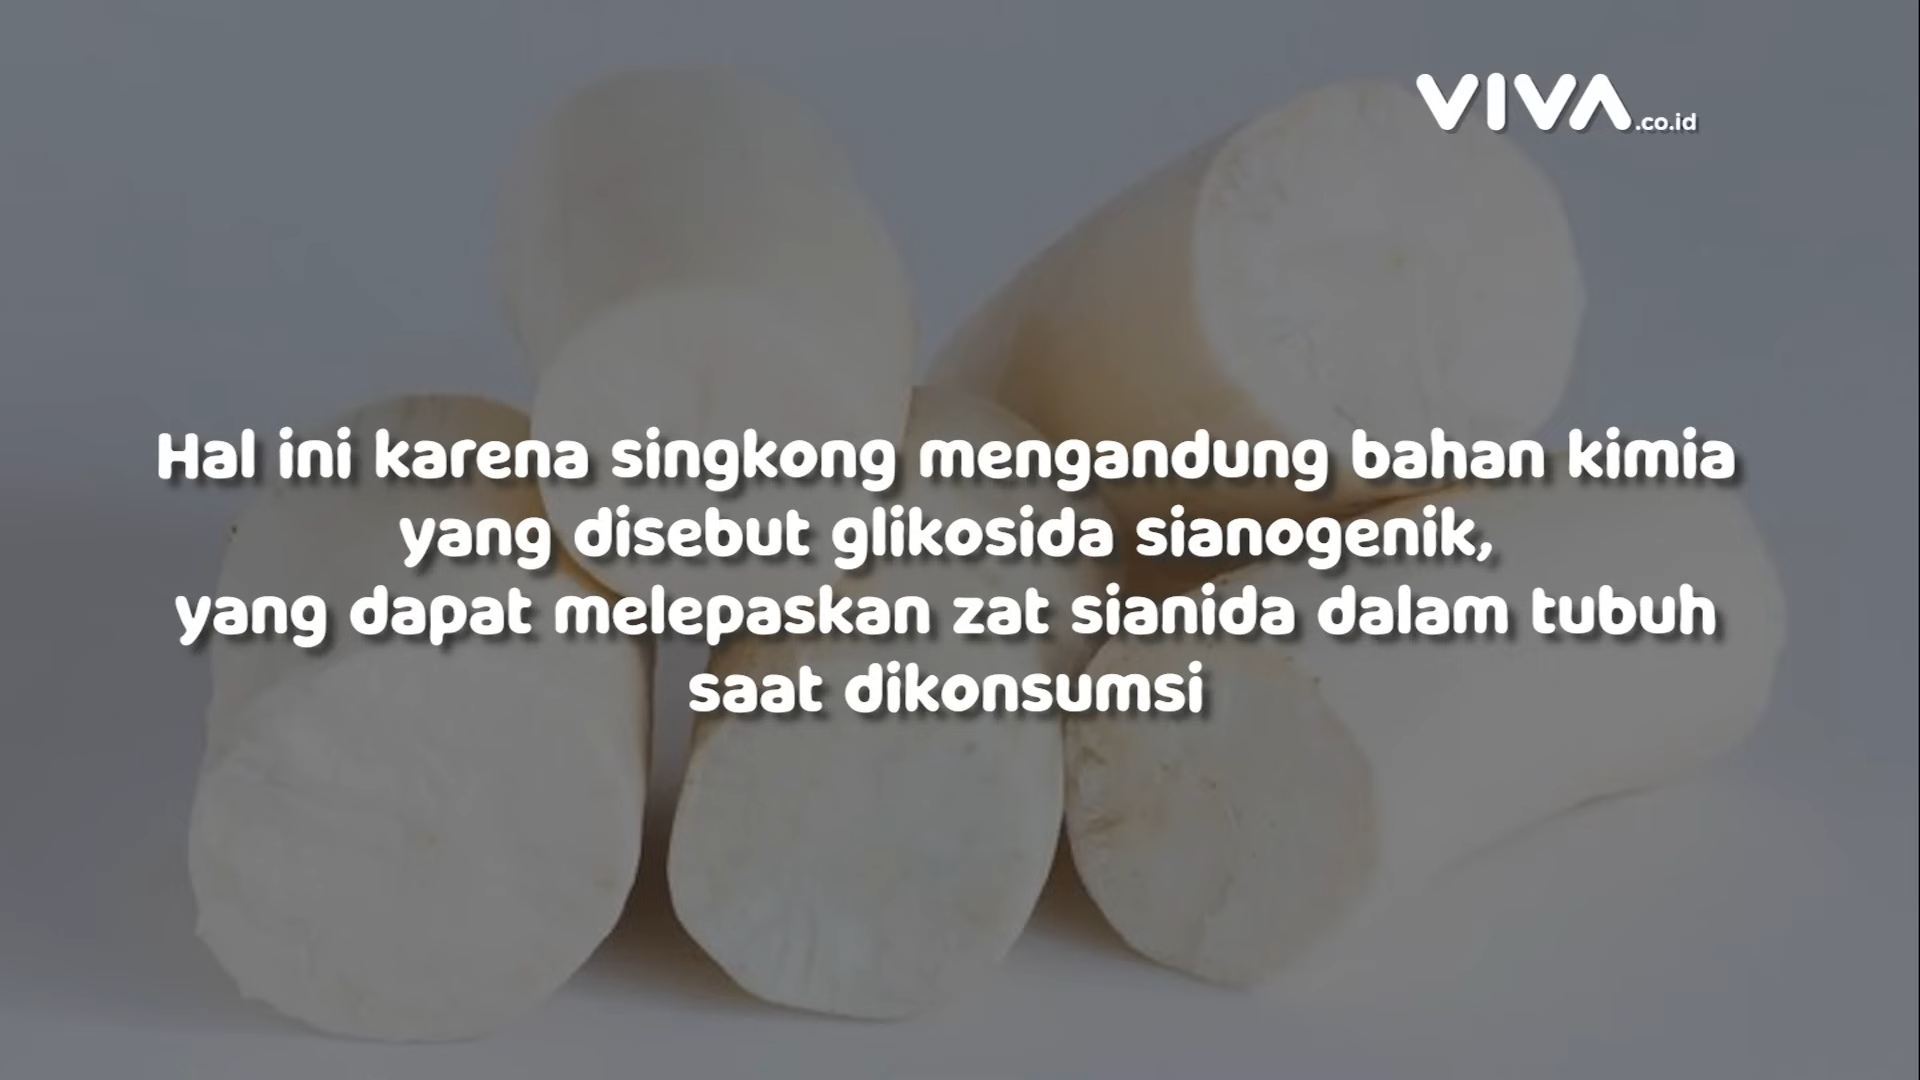 VIVA.co.id
Hal ini karena singkong mengandung bahan kimia
yang disebut glikosida sianogenik,
yang dapat melepaskan zat sianida dalam tubuh
saat dikonsumsi